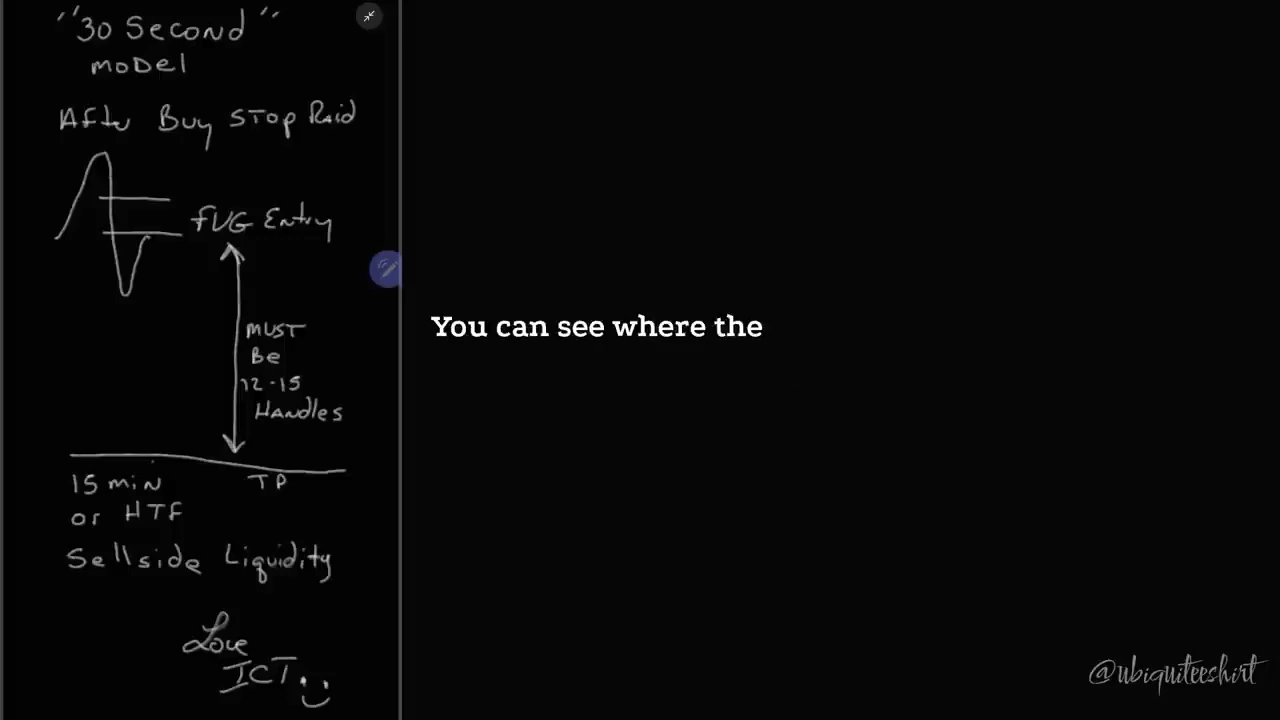 "30 Second"
moDel
After Buy STop Raid
FVG Entry
MUST
Be
12-15
HANdles
15 miN
or HTF
TP
Sellside Liquidity
Love
ICT
You can see where the
@ubiquiteeshirt